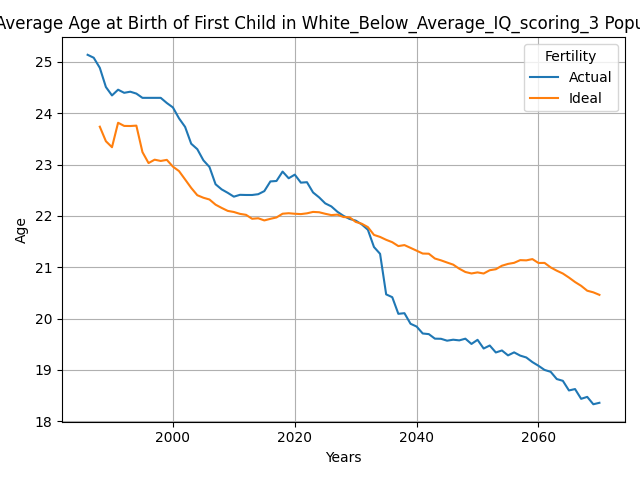 Average Age at Birth of First Child in White_Below_Average_IQ_scoring_3 Popu
Fertility
Actual
Ideal
25
24
23
22
21
20
19
18
Age
2000
2020
2040
2060
Years